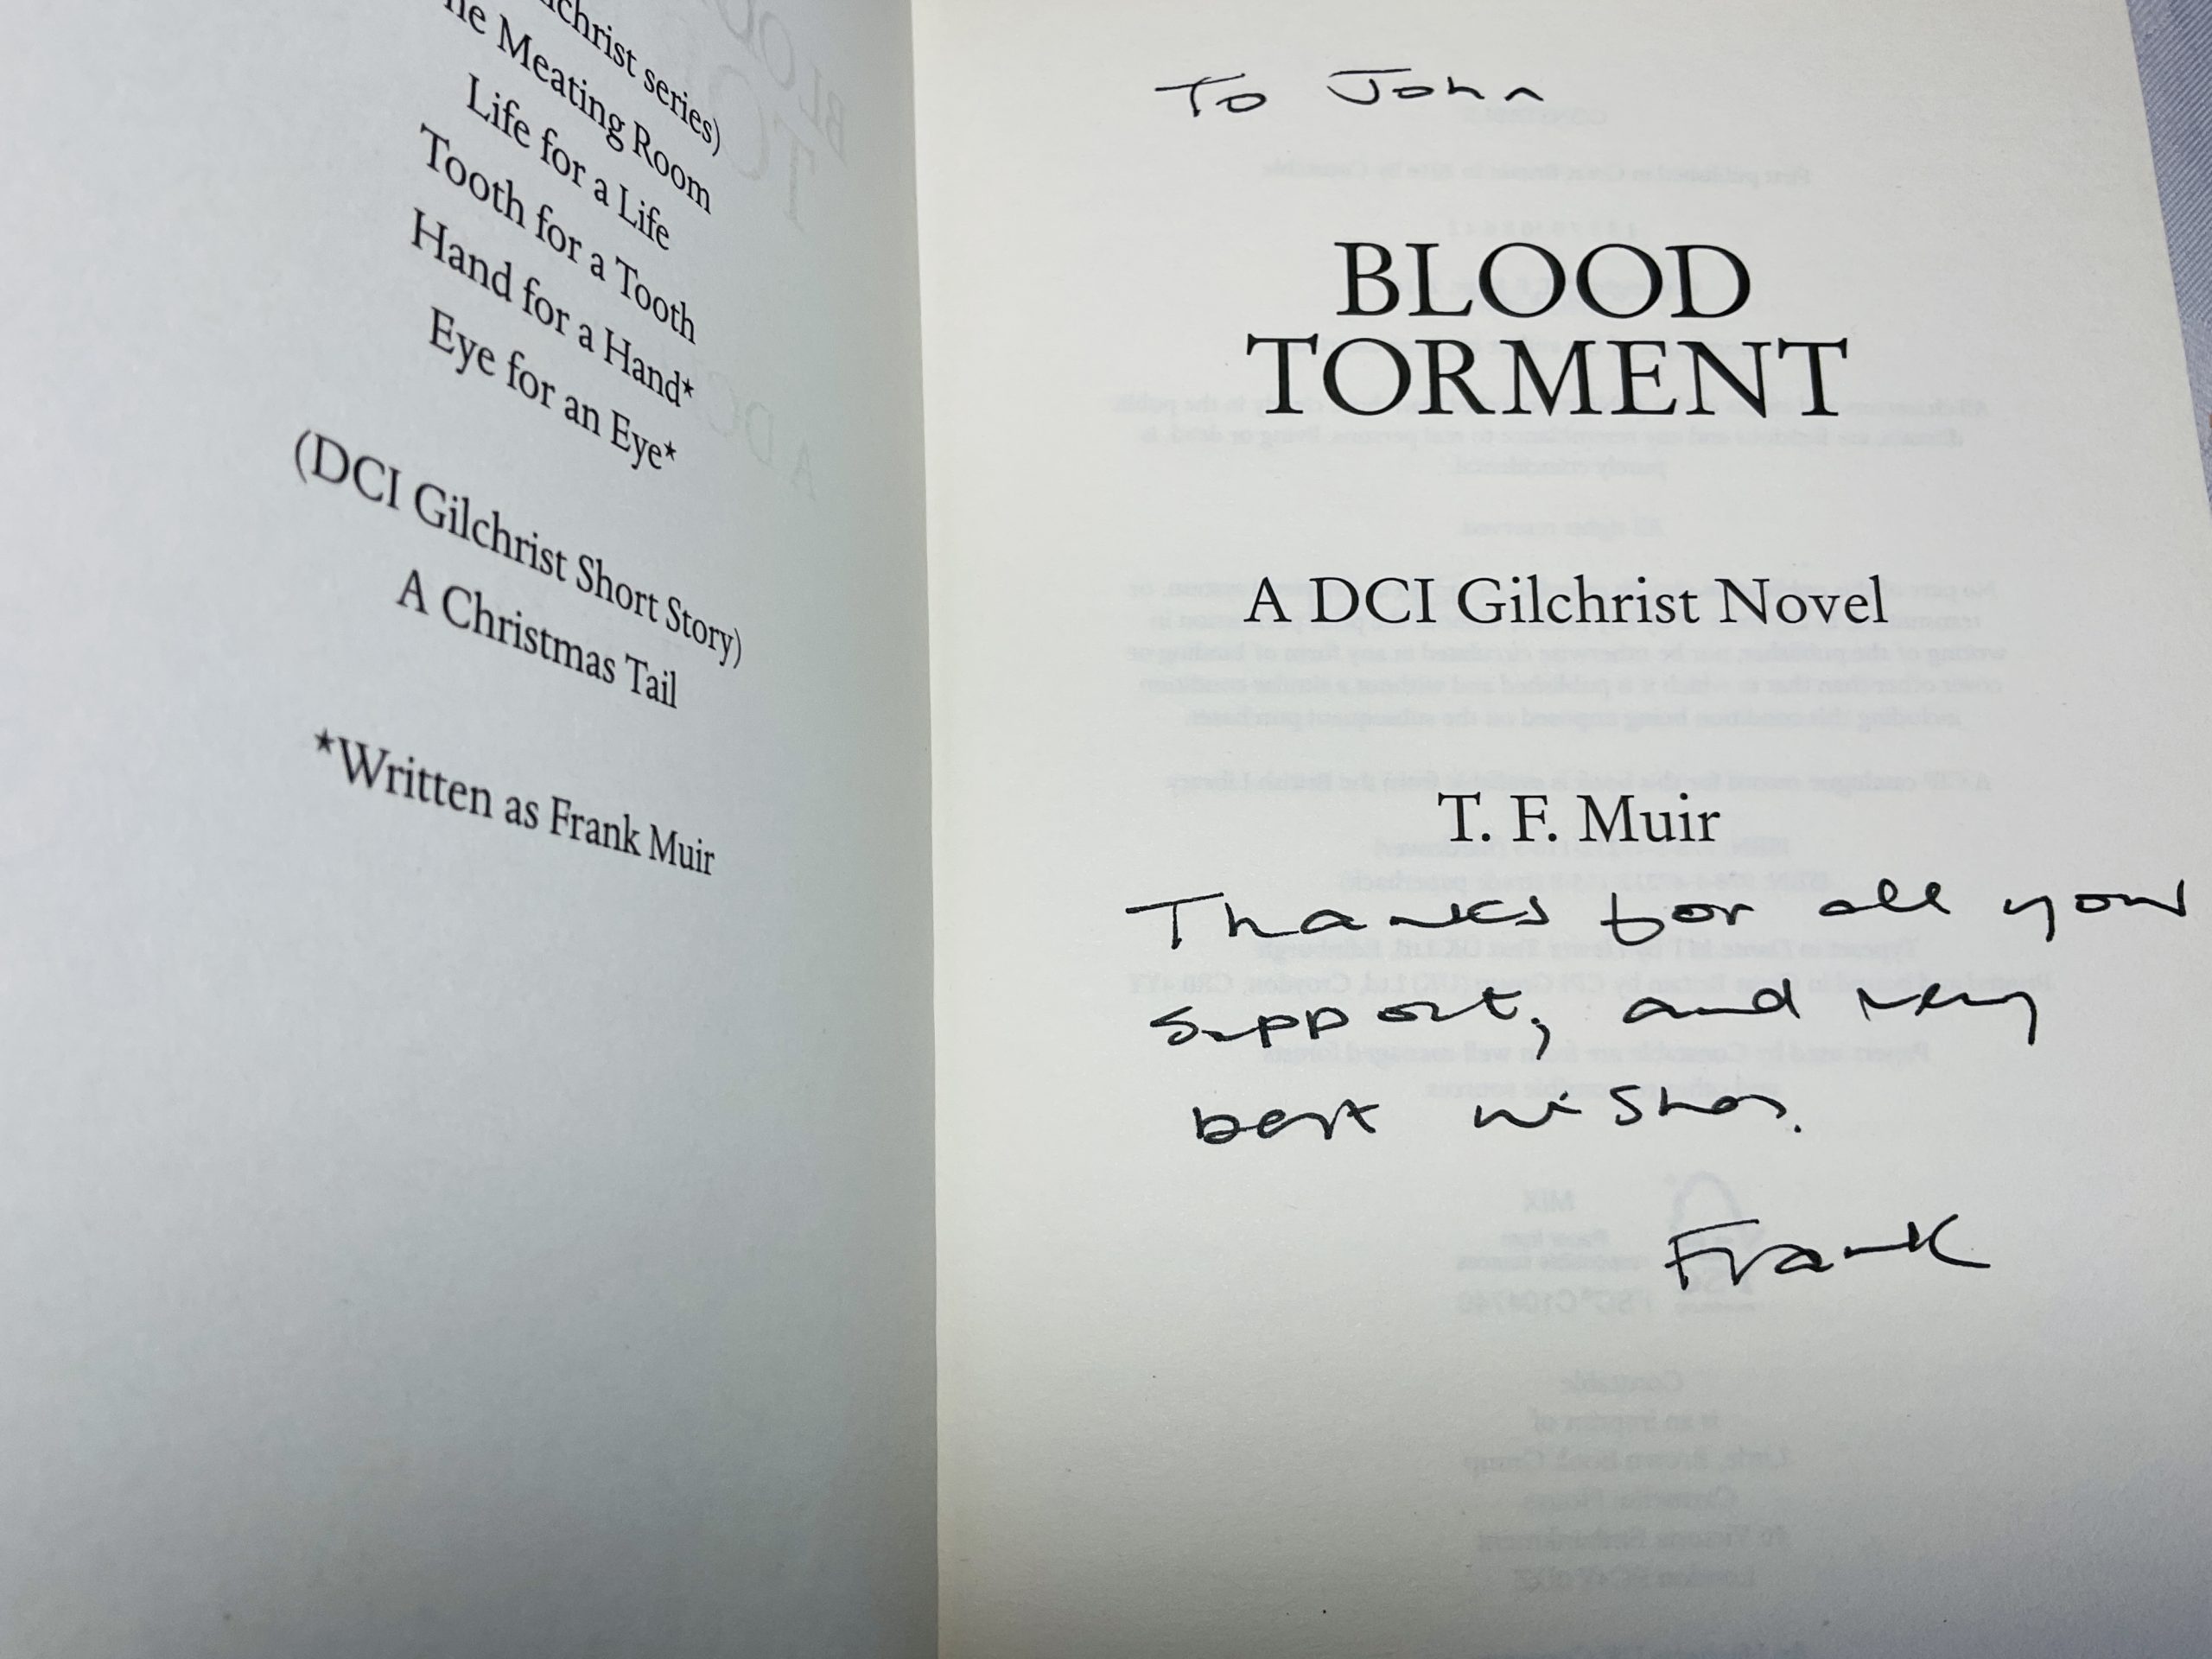 series)
Meating Room
Life for a Life
Tooth for a Tooth
Hand for a Hand*
Eye for an Eye*
(DCI Gilchrist Short Story)
A Christmas Tail
*Written as Frank Muir
To John
BLOOD
TORMENT
A DCI Gilchrist Novel
T. F. Muir
Thanks for all your
support, and very
best wishes.
Frank